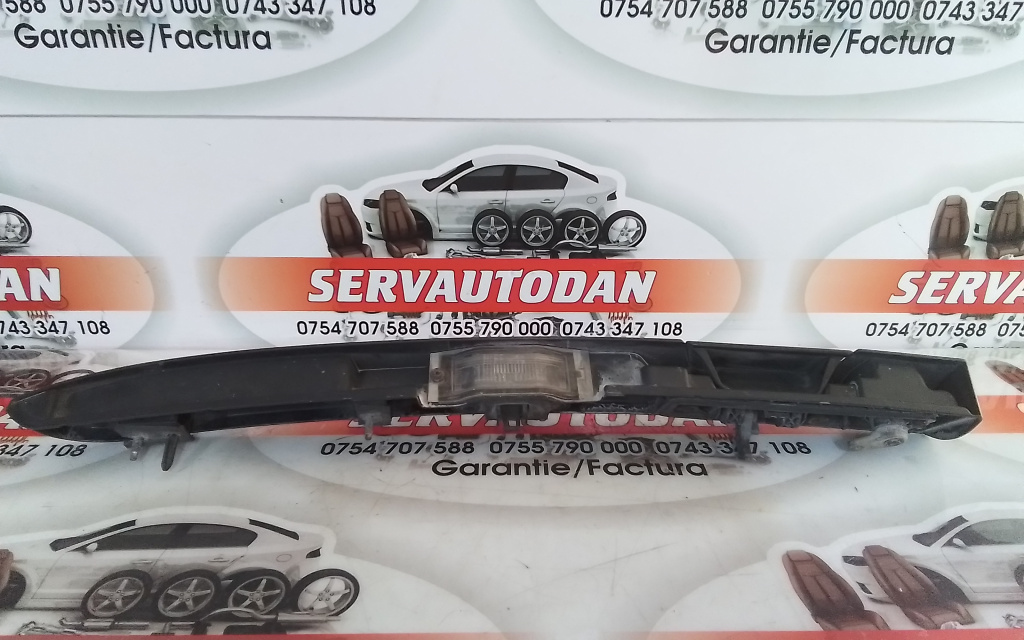 588 0755 790 000 0743 347 108
Garantie/Factura
0754 707 588 0755 790 000 0743 347
Garantie/Factura
SERVAUTODAN
0754 707 588 0755 790 000 0743 347 108
AN
0743 347 108
SERVA
0754 707 588
0754 707 588 0755 790 000 0743 347 108
Garantie/Factura
347 108